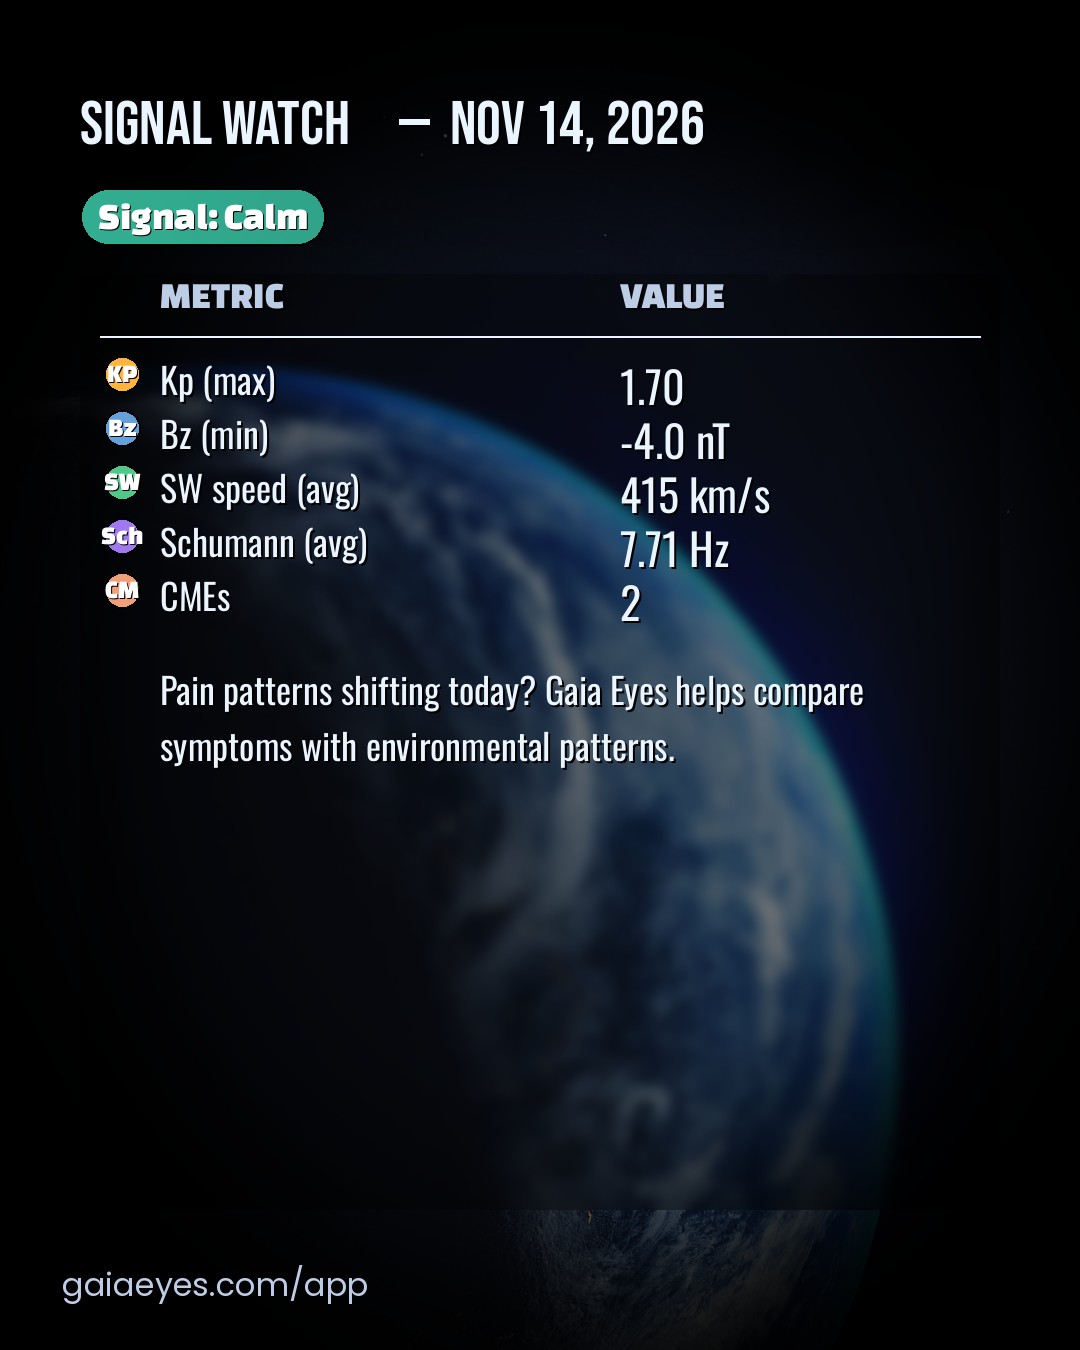 SIGNAL WATCH — NOV 14, 2026
Signal: Calm
METRIC VALUE
KP Kp (max) 1.70
Bz Bz (min) -4.0 nT
SW SW speed (avg) 415 km/s
Sch Schumann (avg) 7.71 Hz
CM CMEs 2
Pain patterns shifting today? Gaia Eyes helps compare
symptoms with environmental patterns.
gaiaeyes.com/app